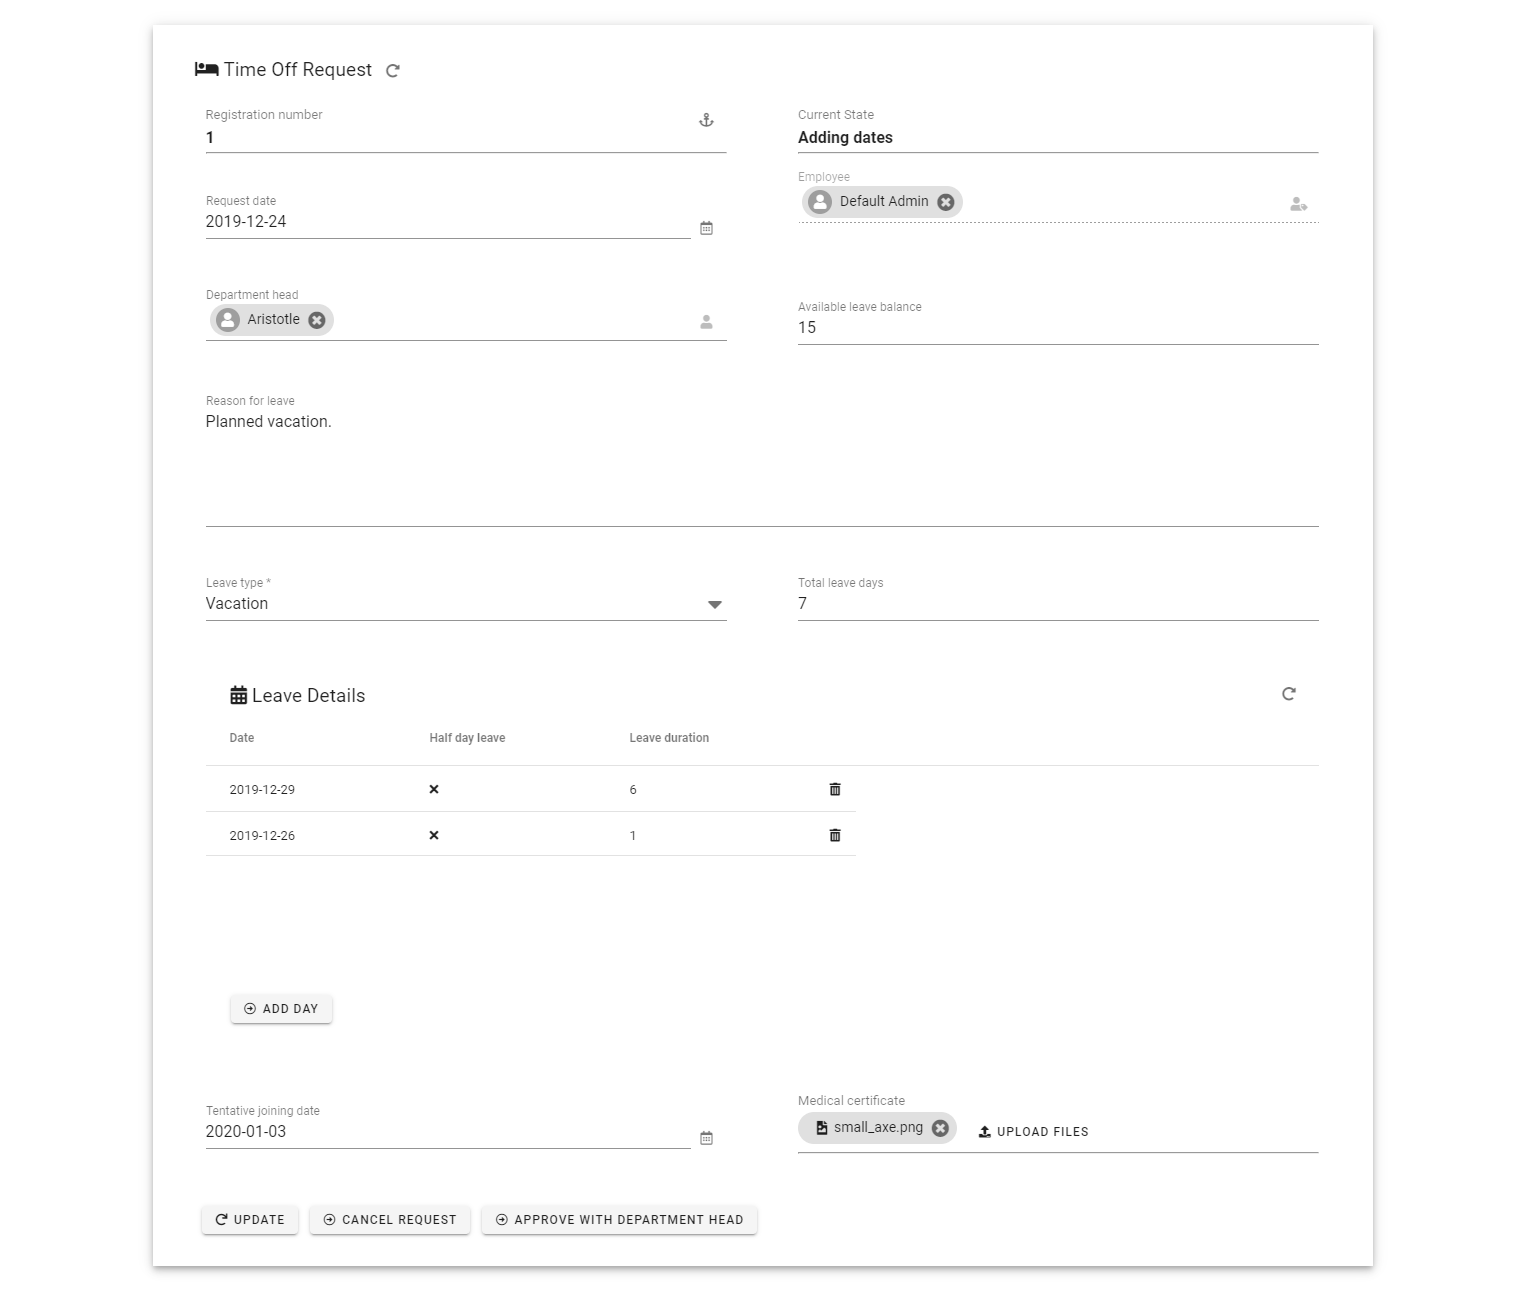 Time Off Request
Registration number
1
Current State
Adding dates
Request date
2019-12-24
Employee
Default Admin
Department head
Aristotle
Available leave balance
15
Reason for leave
Planned vacation.
Leave type *
Vacation
Total leave days
7
Leave Details
Date Half day leave Leave duration
2019-12-29 6
2019-12-26 1
ADD DAY
Tentative joining date
2020-01-03
Medical certificate
small_axe.png UPLOAD FILES
UPDATE CANCEL REQUEST APPROVE WITH DEPARTMENT HEAD